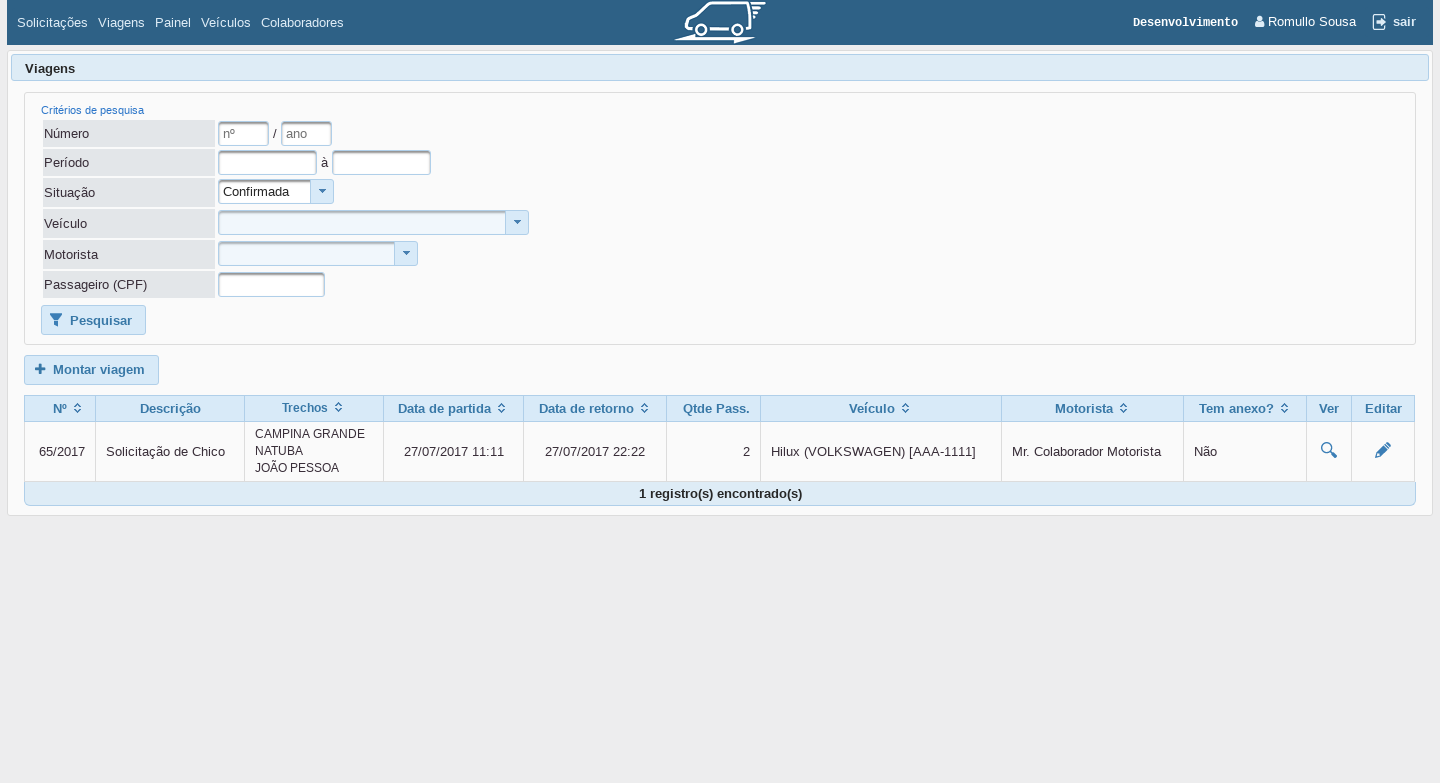 Solicitações Viagens Painel Veículos Colaboradores Desenvolvimento Romullo Sousa sair
Viagens
Critérios de pesquisa
Número nº / ano
Período à
Situação Confirmada
Veículo
Motorista
Passageiro (CPF)
Pesquisar
Montar viagem
Nº Descrição Trechos Data de partida Data de retorno Qtde Pass. Veículo Motorista Tem anexo? Ver Editar
65/2017 Solicitação de Chico CAMPINA GRANDE
NATUBA
JOÃO PESSOA 27/07/2017 11:11 27/07/2017 22:22 2 Hilux (VOLKSWAGEN) [AAA-1111] Mr. Colaborador Motorista Não
1 registro(s) encontrado(s)